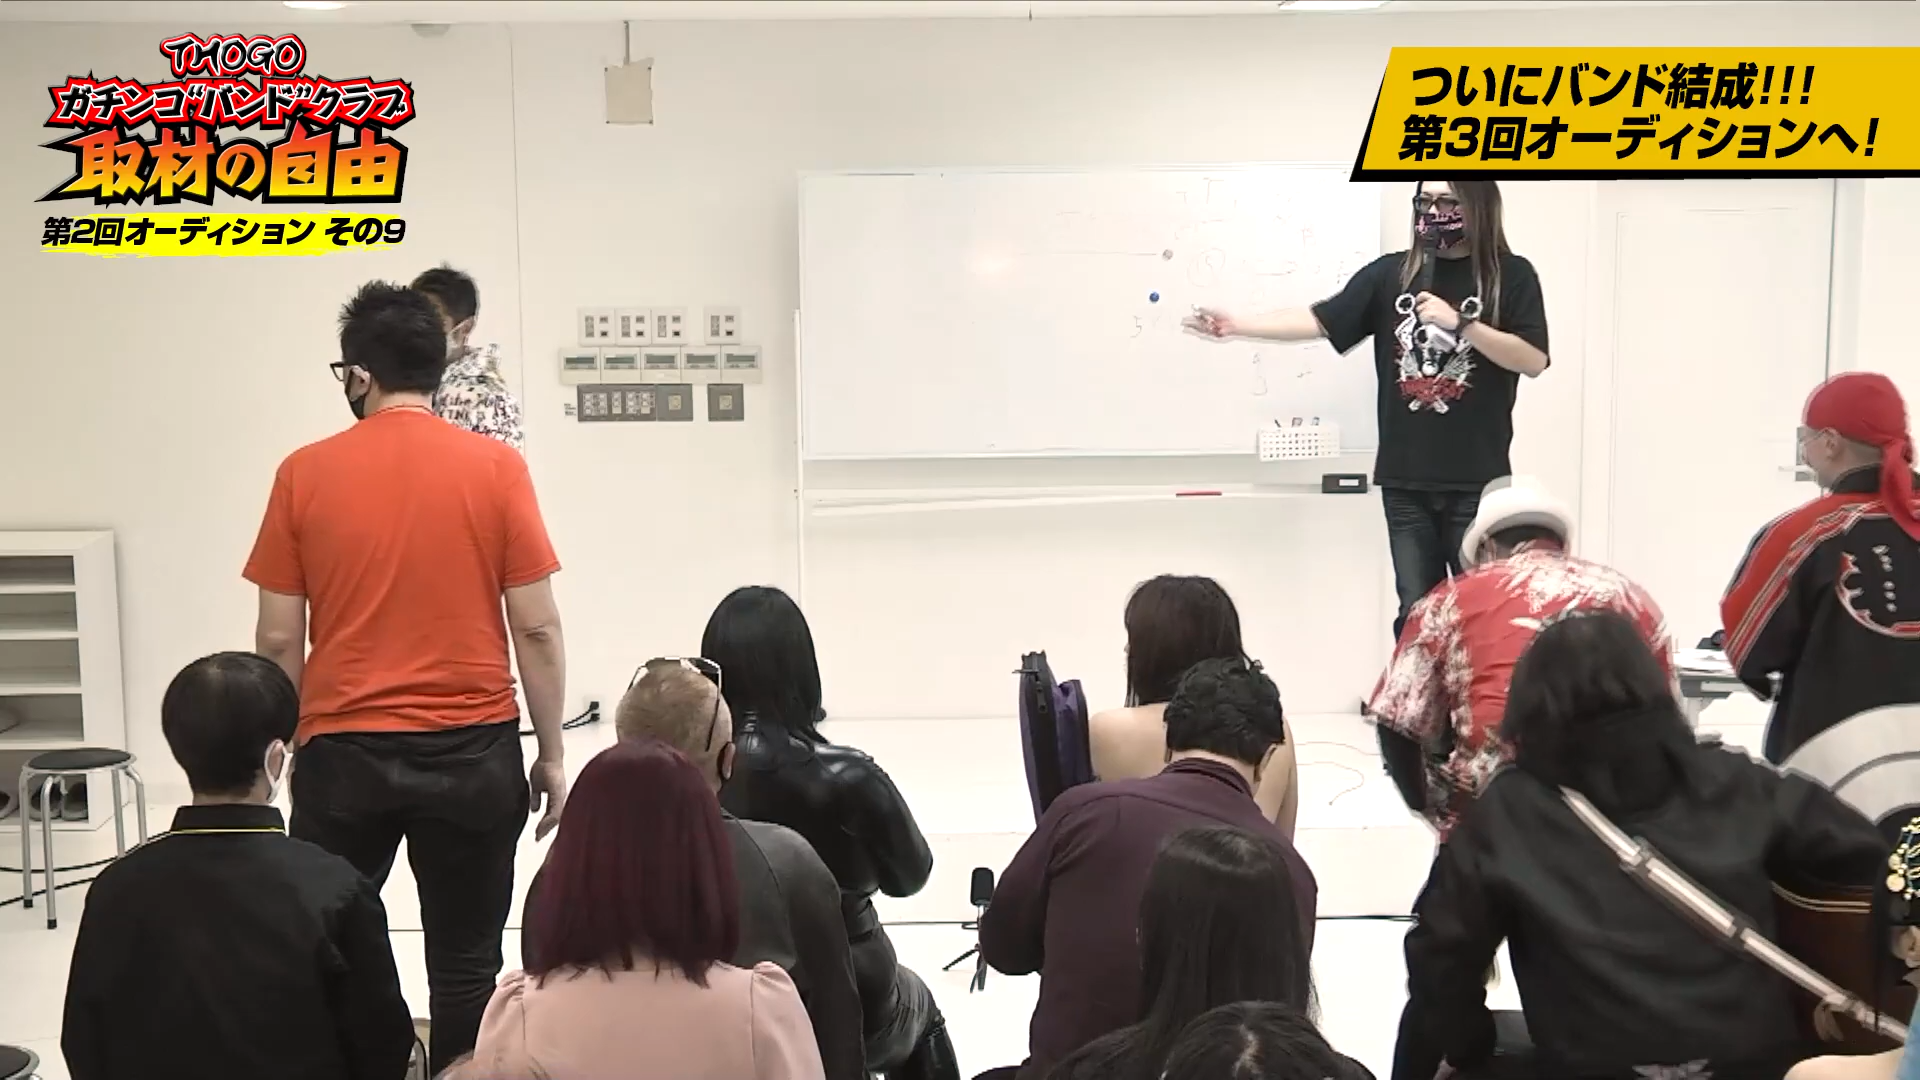 TMOGO
ガチンコ"バンド"クラブ
取材の自由
第2回オーディション その9
ついにバンド結成!!!
第3回オーディションへ!